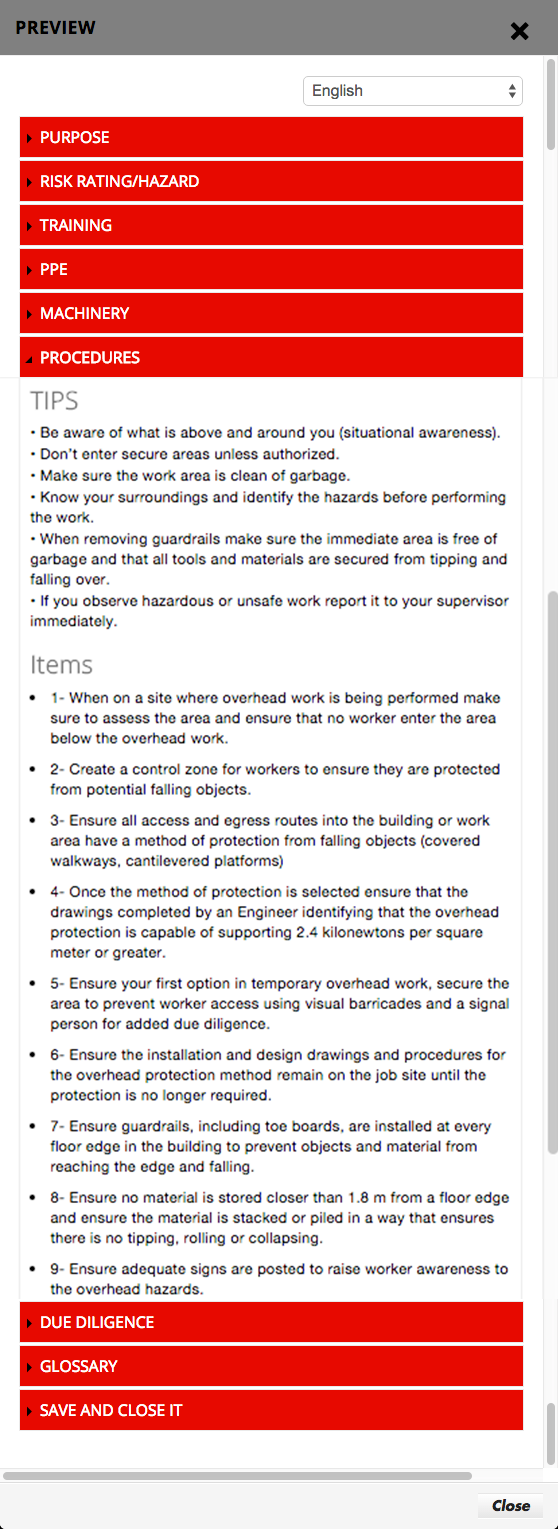 PREVIEW
English
PURPOSE
RISK RATING/HAZARD
TRAINING
PPE
MACHINERY
PROCEDURES
TIPS
• Be aware of what is above and around you (situational awareness).
• Don't enter secure areas unless authorized.
• Make sure the work area is clean of garbage.
• Know your surroundings and identify the hazards before performing
the work.
• When removing guardrails make sure the immediate area is free of
garbage and that all tools and materials are secured from tipping and
falling over.
• If you observe hazardous or unsafe work report it to your supervisor
immediately.
Items
• 1- When on a site where overhead work is being performed make
sure to assess the area and ensure that no worker enter the area
below the overhead work.
• 2- Create a control zone for workers to ensure they are protected
from potential falling objects.
• 3- Ensure all access and egress routes into the building or work
area have a method of protection from falling objects (covered
walkways, cantilevered platforms)
• 4- Once the method of protection is selected ensure that the
drawings completed by an Engineer identifying that the overhead
protection is capable of supporting 2.4 kilonewtons per square
meter or greater.
• 5- Ensure your first option in temporary overhead work, secure the
area to prevent worker access using visual barricades and a signal
person for added due diligence.
• 6- Ensure the installation and design drawings and procedures for
the overhead protection method remain on the job site until the
protection is no longer required.
• 7- Ensure guardrails, including toe boards, are installed at every
floor edge in the building to prevent objects and material from
reaching the edge and falling.
• 8- Ensure no material is stored closer than 1.8 m from a floor edge
and ensure the material is stacked or piled in a way that ensures
there is no tipping, rolling or collapsing.
• 9- Ensure adequate signs are posted to raise worker awareness to
the overhead hazards.
DUE DILIGENCE
GLOSSARY
SAVE AND CLOSE IT
Close